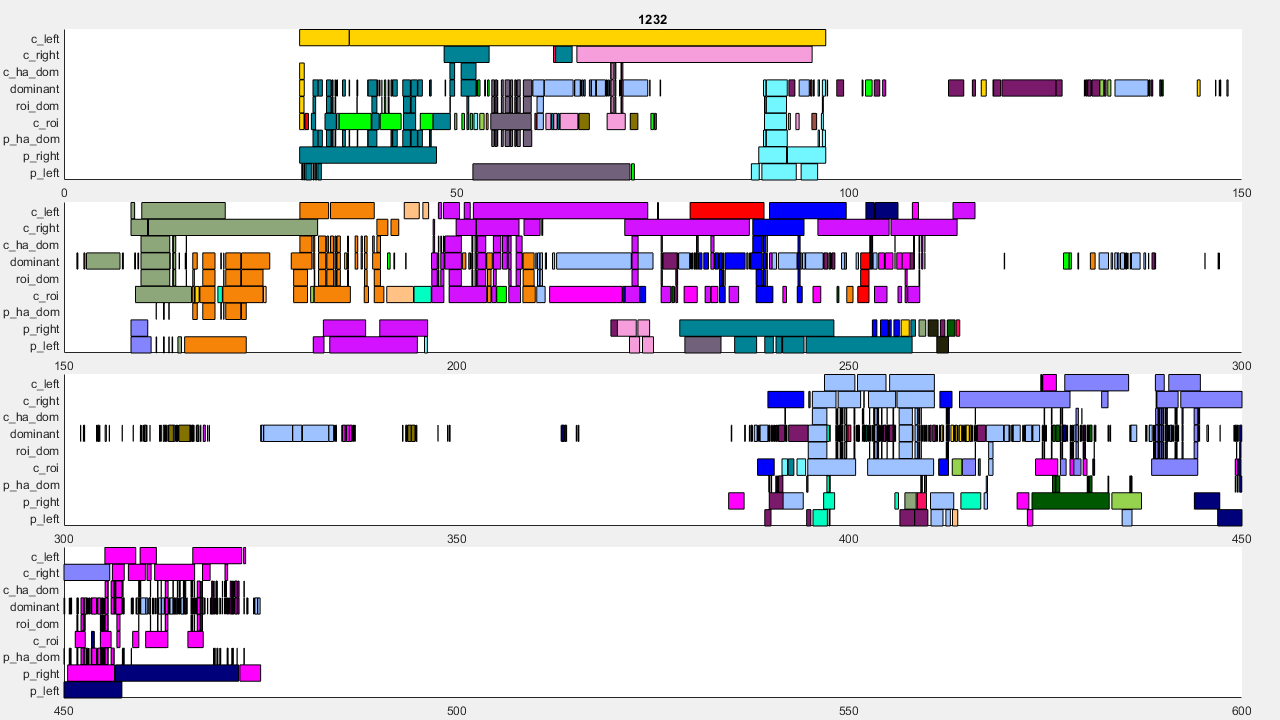 1232
c_left
c_right
c_ha_dom
dominant
roi_dom
c_roi
p_ha_dom
p_right
p_left
0 50 100 150
c_left
c_right
c_ha_dom
dominant
roi_dom
c_roi
p_ha_dom
p_right
p_left
150 200 250 300
c_left
c_right
c_ha_dom
dominant
roi_dom
c_roi
p_ha_dom
p_right
p_left
300 350 400 450
c_left
c_right
c_ha_dom
dominant
roi_dom
c_roi
p_ha_dom
p_right
p_left
450 500 550 600